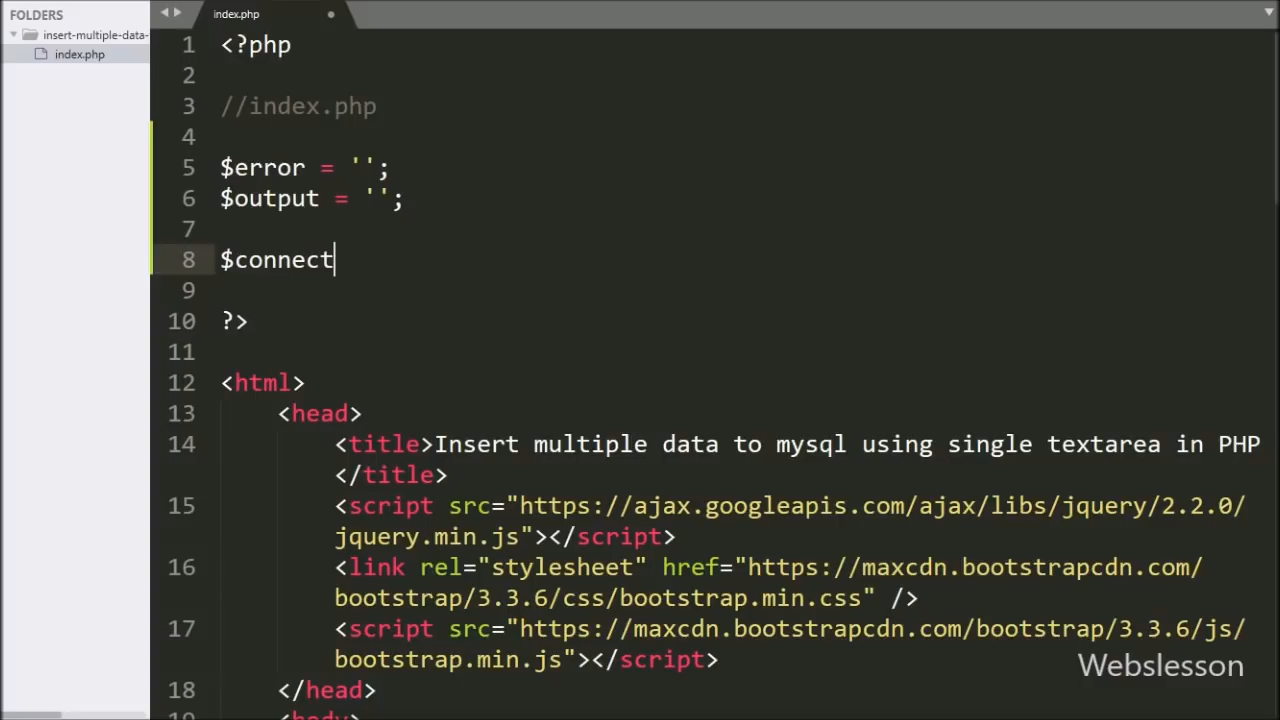 FOLDERS
insert-multiple-data-
index.php
index.php
1 <?php
2
3 //index.php
4
5 $error = '';
6 $output = '';
7
8 $connect
9
10 ?>
11
12 <html>
13 <head>
14 <title>Insert multiple data to mysql using single textarea in PHP
</title>
15 <script src="https://ajax.googleapis.com/ajax/libs/jquery/2.2.0/
jquery.min.js"></script>
16 <link rel="stylesheet" href="https://maxcdn.bootstrapcdn.com/
bootstrap/3.3.6/css/bootstrap.min.css" />
17 <script src="https://maxcdn.bootstrapcdn.com/bootstrap/3.3.6/js/
bootstrap.min.js"></script>
18 </head>
19 <body>
Webslesson